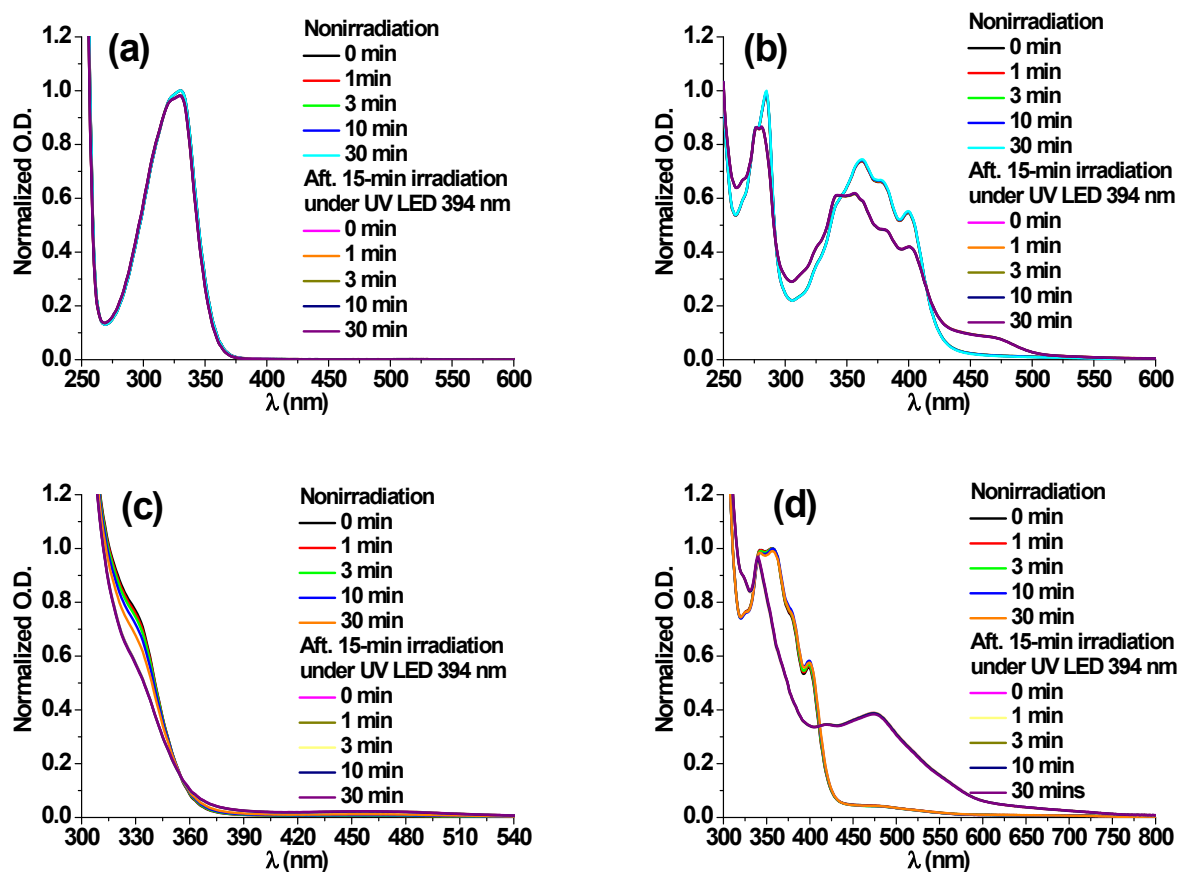 (a)
Nonirradiation
0 min
1min
3 min
10 min
30 min
Aft. 15-min irradiation
under UV LED 394 nm
0 min
1 min
3 min
10 min
30 min
Normalized O.D.
1.0
0.8
0.6
0.4
0.2
0.0
250 300 350 400 450 500 550 600
λ (nm)
(b)
Nonirradiation
0 min
1 min
3 min
10 min
30 min
Aft. 15-min irradiation
under UV LED 394 nm
0 min
1 min
3 min
10 min
30 min
Normalized O.D.
1.2
1.0
0.8
0.6
0.4
0.2
0.0
250 300 350 400 450 500 550 600
λ (nm)
(c)
Nonirradiation
0 min
1 min
3 min
10 min
30 min
Aft. 15-min irradiation
under UV LED 394 nm
0 min
1 min
3 min
10 min
30 min
Normalized O.D.
1.2
1.0
0.8
0.6
0.4
0.2
0.0
300 330 360 390 420 450 480 510 540
λ (nm)
(d)
Nonirradiation
0 min
1 min
3 min
10 min
30 min
Aft. 15-min irradiation
under UV LED 394 nm
0 min
1 min
3 min
10 min
30 mins
Normalized O.D.
1.2
1.0
0.8
0.6
0.4
0.2
0.0
300 350 400 450 500 550 600 650 700 750 800
λ (nm)